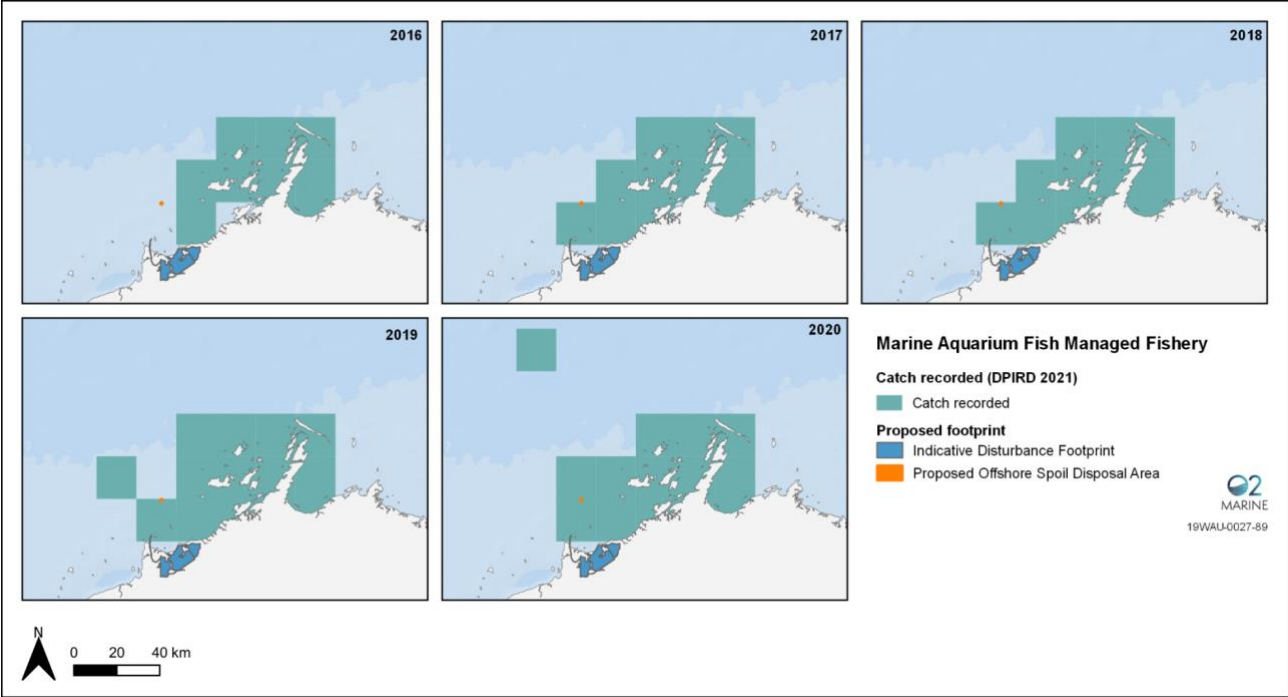 2016
2017
2018
2019
2020
Marine Aquarium Fish Managed Fishery
Catch recorded (DPIRD 2021)
Catch recorded
Proposed footprint
Indicative Disturbance Footprint
Proposed Offshore Spoil Disposal Area
O2
MARINE
19WAU-0027-89
N
0 20 40 km